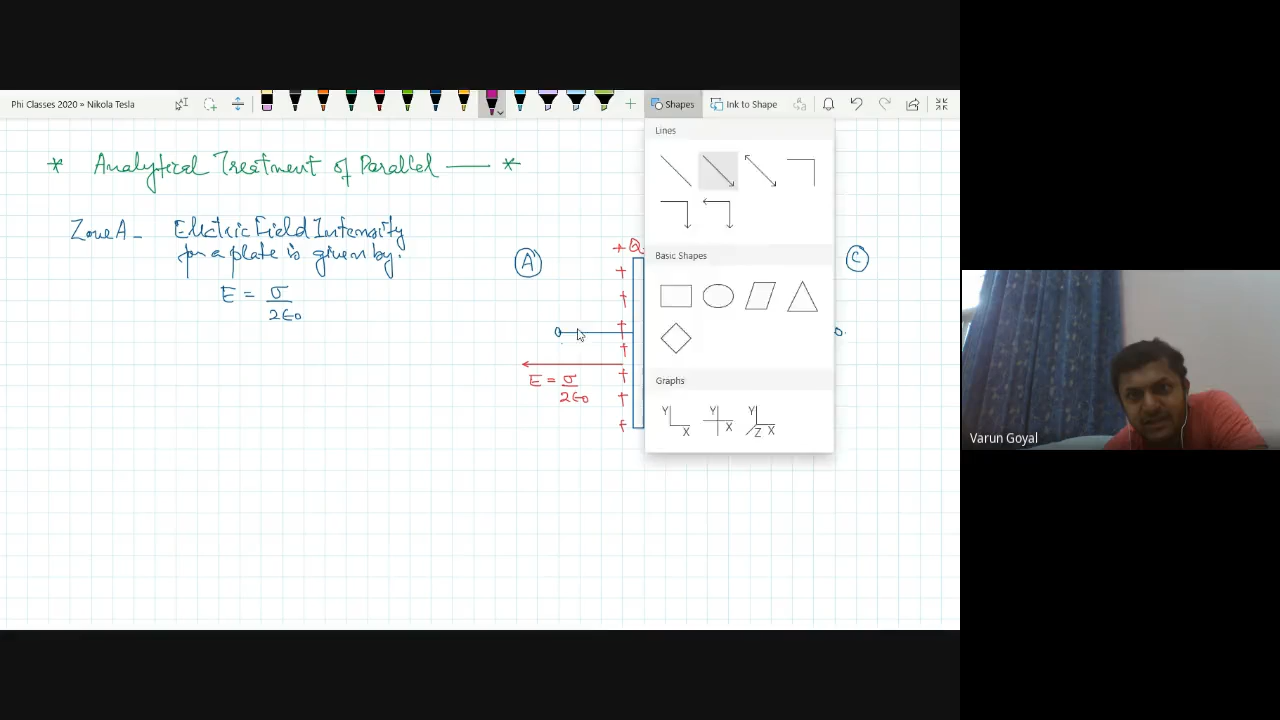 Phi Classes 2020 » Nikola Tesla
Shapes
Ink to Shape
Lines
* Analytical Treatment of Parallel —— *
Zone A - Electric Field Intensity
for a plate is given by.
E = σ
2ϵ0
A
+ Q
+
+
+
+
+
+
+
E = σ
2ϵ0
Basic Shapes
C
Graphs
Y
X
Y
X
Y
Z X
Varun Goyal